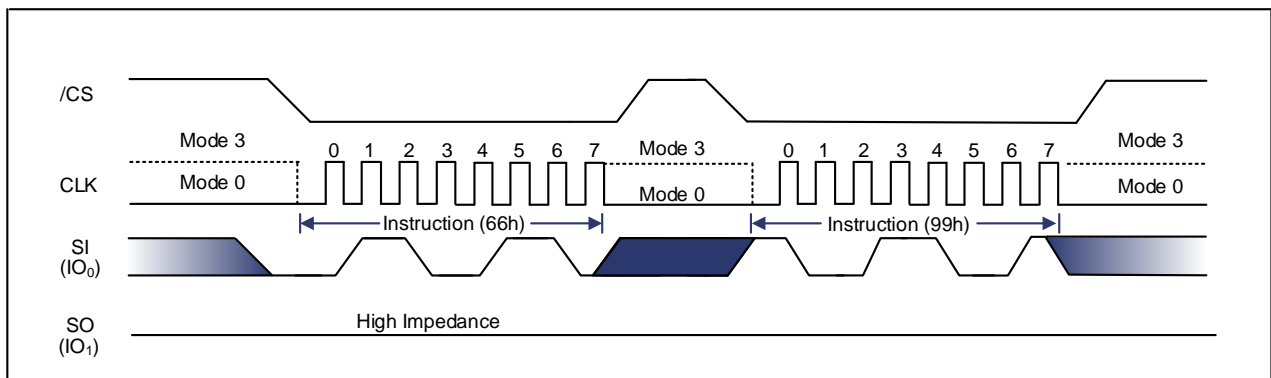 /CS
Mode 3 Mode 3 Mode 3
0 1 2 3 4 5 6 7 0 1 2 3 4 5 6 7
CLK Mode 0 Mode 0 Mode 0
Instruction (66h) Instruction (99h)
SI
(IO₀)
High Impedance
SO
(IO₁)